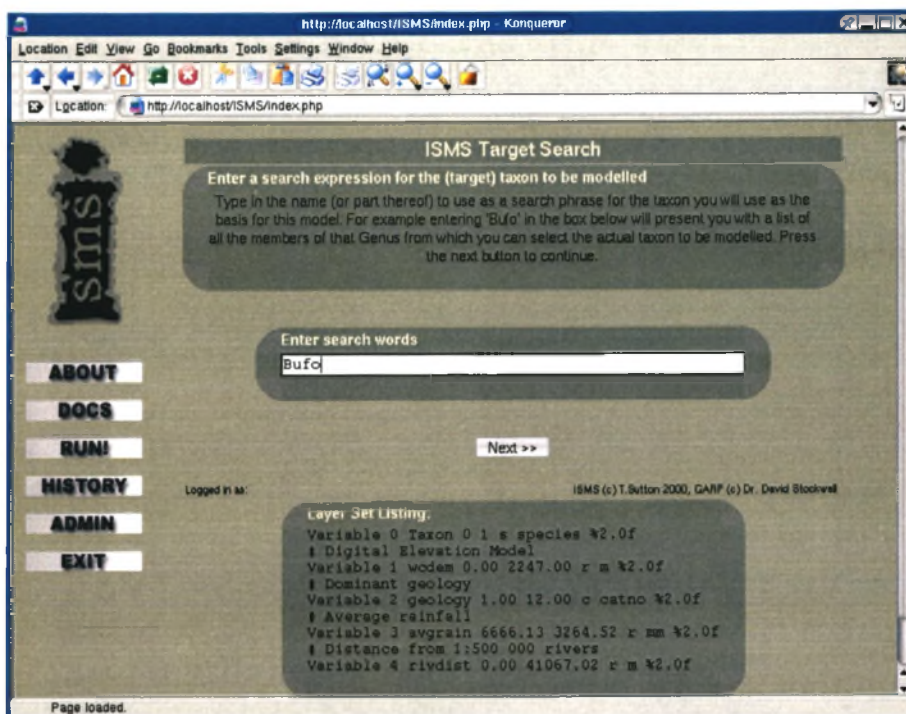 http://localhost/ISMS/index.php - Konqueror
Location Edit View Go Bookmarks Tools Settings Window Help
Location: http://localhost/ISMS/index.php
isms
ISMS Target Search
Enter a search expression for the (target) taxon to be modelled
Type in the name (or part thereof) to use as a search phrase for the taxon you will use as the
basis for this model. For example entering 'Bufo' in the box below will present you with a list of
all the members of that Genus from which you can select the actual taxon to be modelled. Press
the next button to continue.
Enter search words
Bufo
ABOUT
DOCS
RUN!
HISTORY
ADMIN
EXIT
Next >>
Logged in as:
ISMS (c) T.Sutton 2000, GARP (c) Dr. David Stockwell
Layer Set Listing:
Variable 0 Taxon 0 1 s species %2.0f
# Digital Elevation Model
Variable 1 wcdem 0.00 2247.00 r m %2.0f
# Dominant geology
Variable 2 geology 1.00 12.00 c catno %2.0f
# Average rainfall
Variable 3 avgrain 6666.13 3264.52 r mm %2.0f
# Distance from 1:500 000 rivers
Variable 4 rivdist 0.00 41067.02 r m %2.0f
Page loaded.